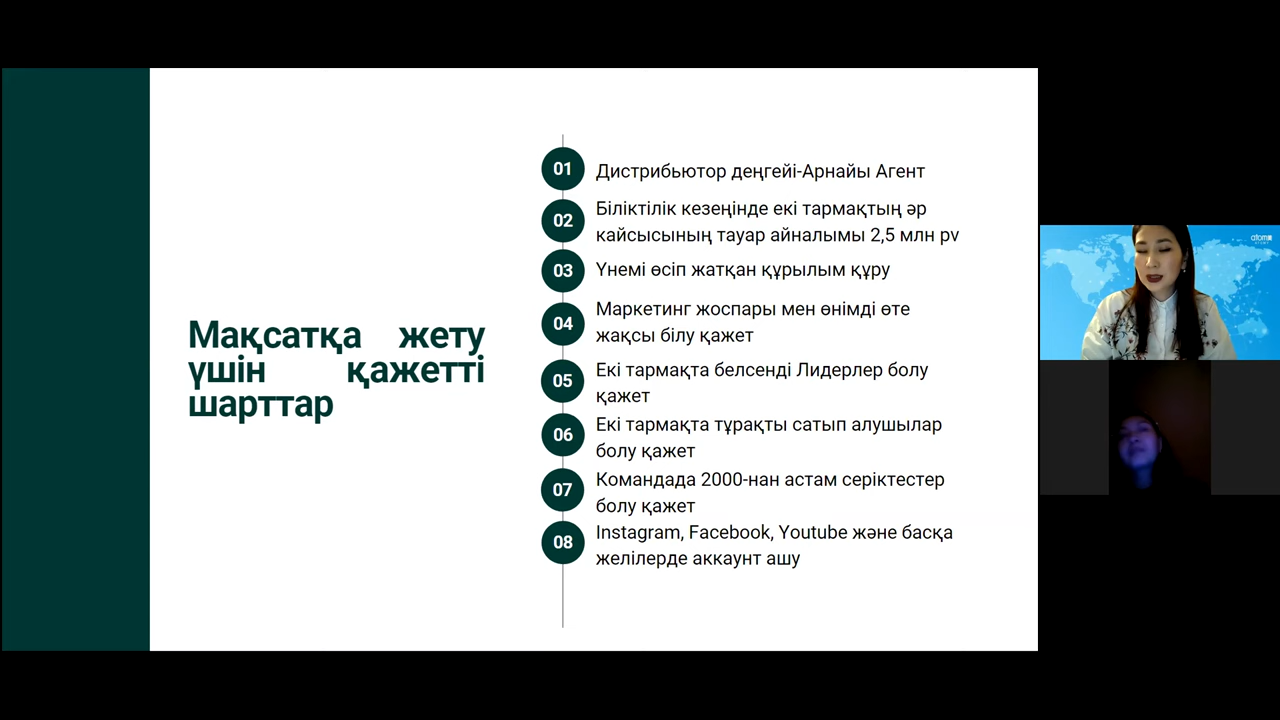 Мақсатқа жету
үшін қажетті
шарттар
01
Дистрибьютор деңгейі-Арнайы Агент
02
Біліктілік кезеңінде екі тармақтың әр
кайсысының тауар айналымы 2,5 млн pv
03
Үнемі өсіп жатқан құрылым құру
04
Маркетинг жоспары мен өнімді өте
жақсы білу қажет
05
Екі тармақта белсенді Лидерлер болу
қажет
06
Екі тармақта тұрақты сатып алушылар
болу қажет
07
Командада 2000-нан астам серіктестер
болу қажет
08
Instagram, Facebook, Youtube және басқа
желілерде аккаунт ашу